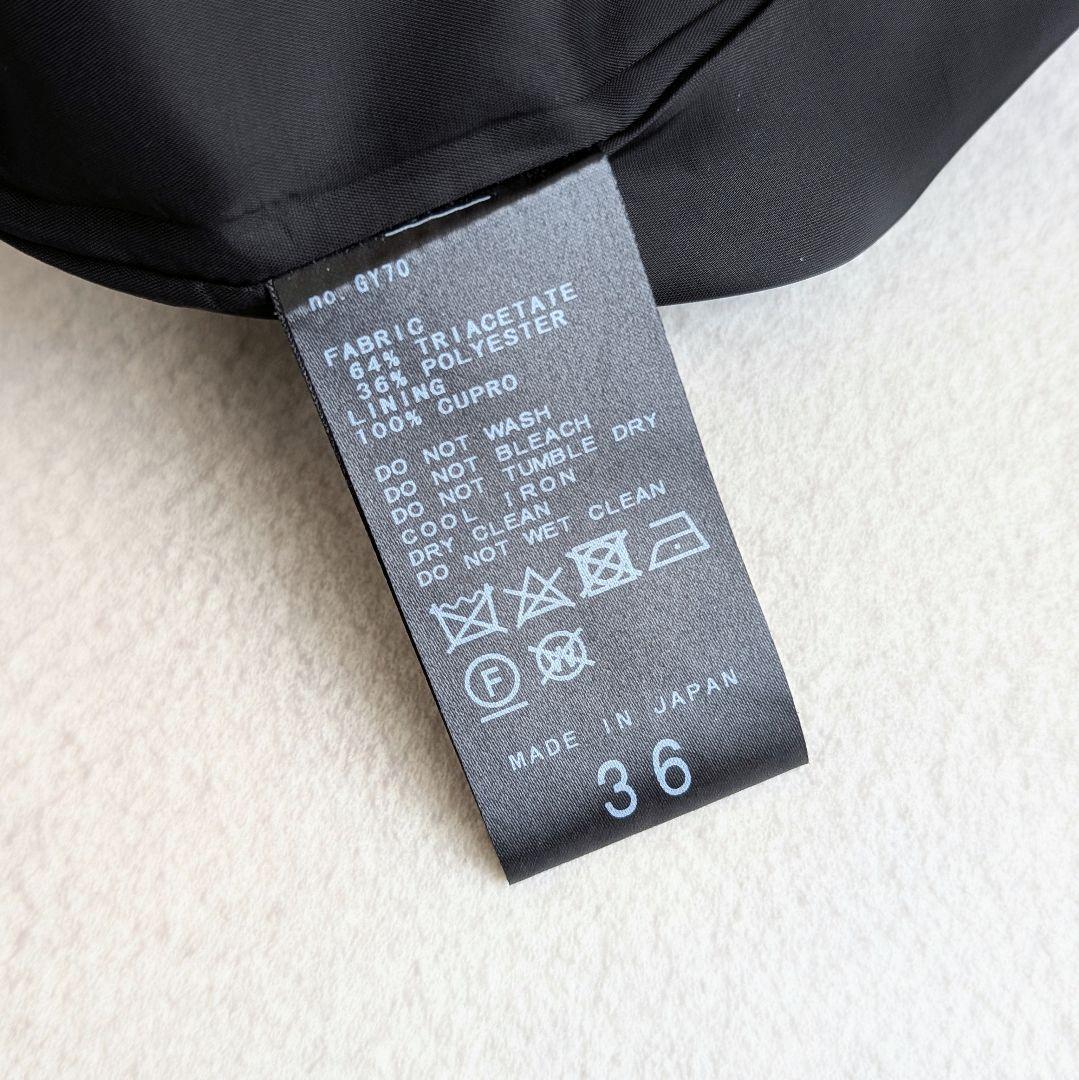 no. GY70
FABRIC
64% TRIACETATE
36% POLYESTER
LINING
100% CUPRO
DO NOT WASH
DO NOT BLEACH
DO NOT TUMBLE DRY
COOL IRON
DRY CLEAN
DO NOT WET CLEAN
F W
MADE IN JAPAN
36